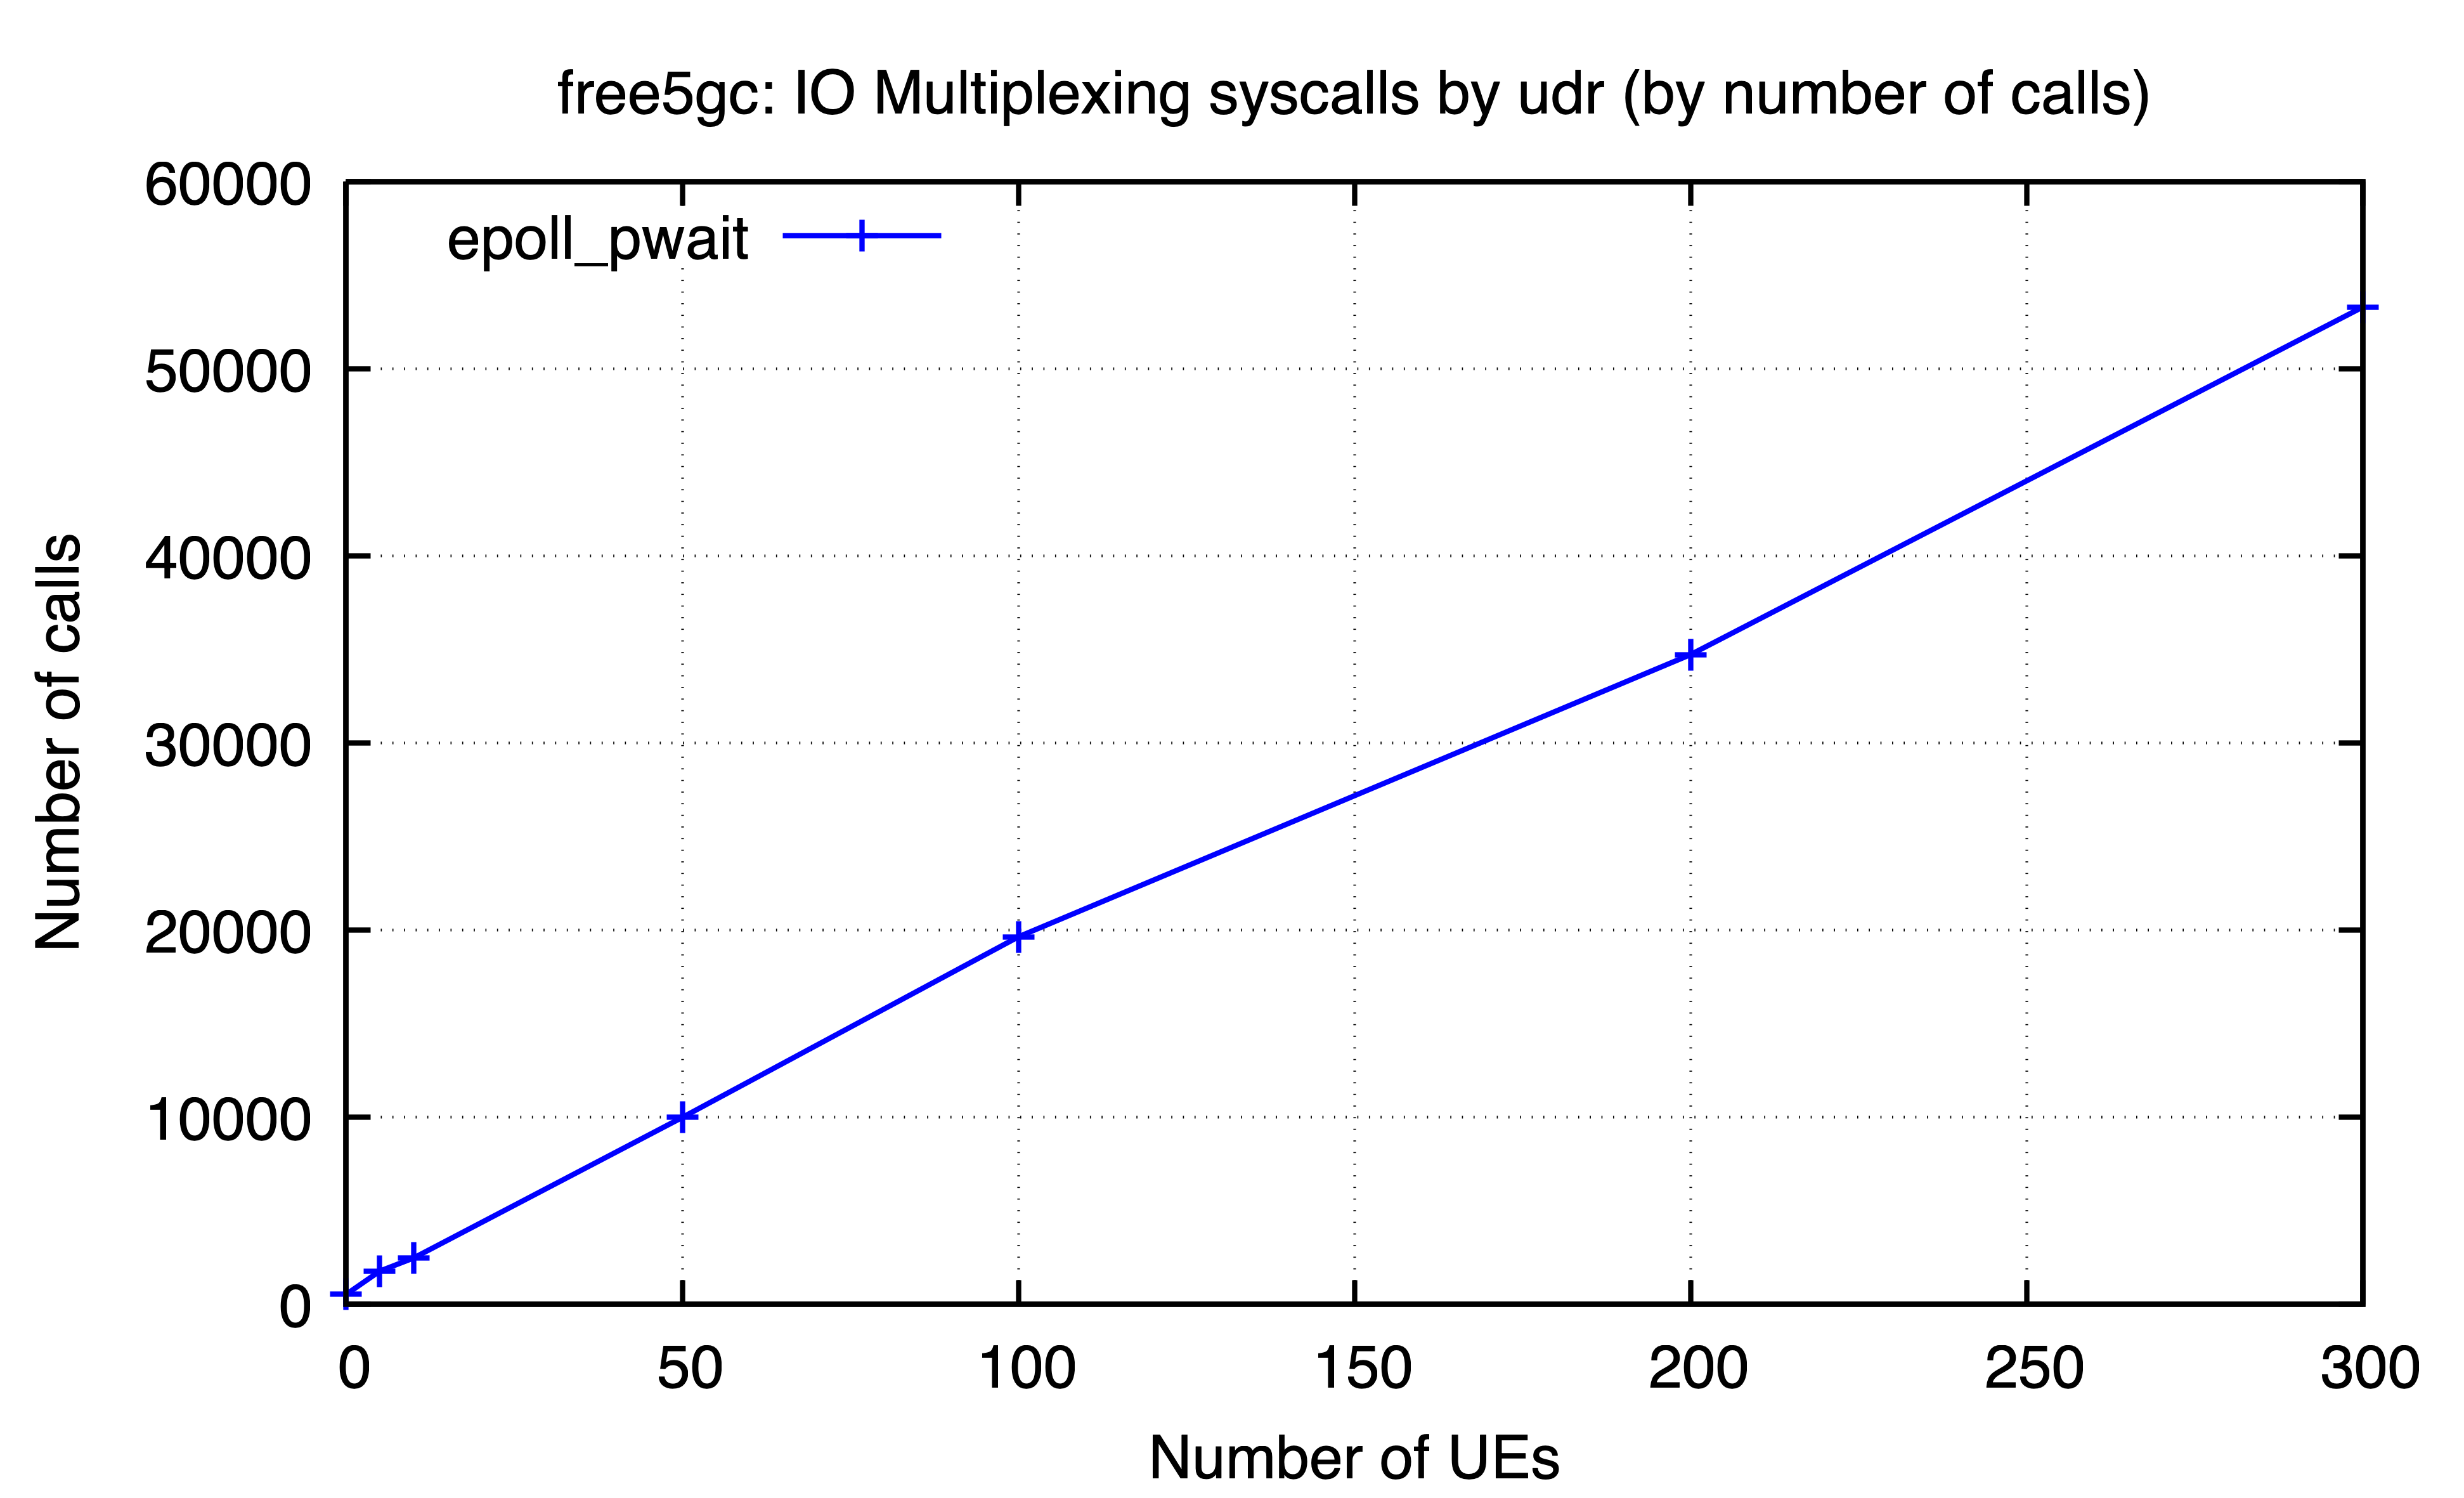 free5gc: IO Multiplexing syscalls by udr (by number of calls)
60000
epoll_pwait
50000
40000
30000
20000
10000
0
Number of calls
0 50 100 150 200 250 300
Number of UEs